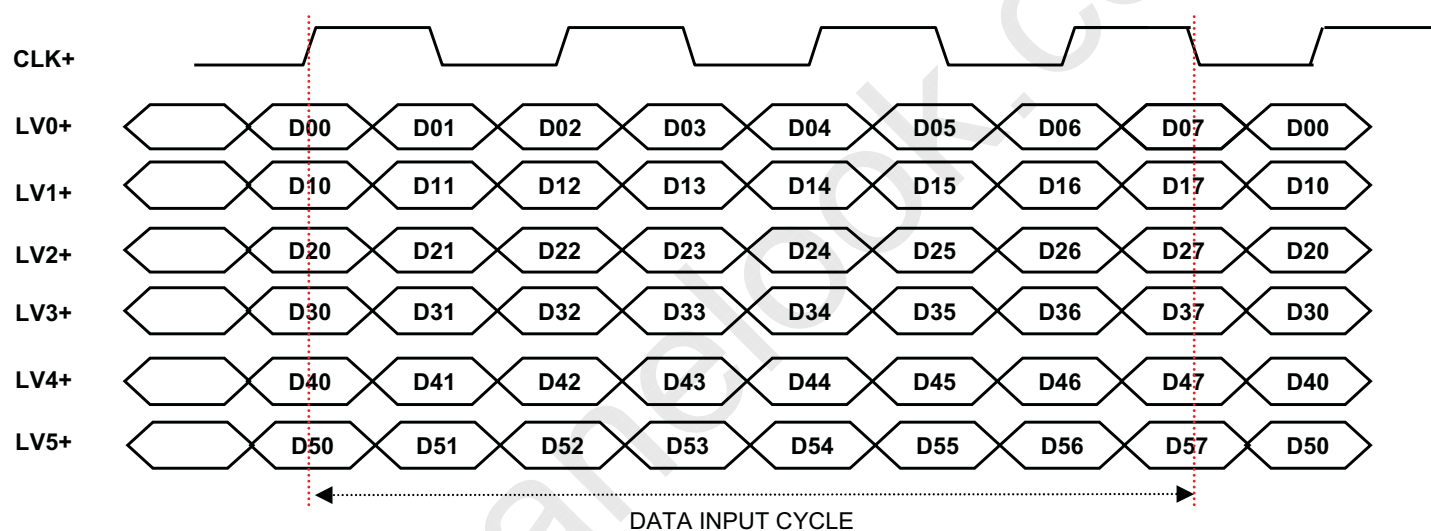 CLK+
LV0+ D00 D01 D02 D03 D04 D05 D06 D07 D00
LV1+ D10 D11 D12 D13 D14 D15 D16 D17 D10
LV2+ D20 D21 D22 D23 D24 D25 D26 D27 D20
LV3+ D30 D31 D32 D33 D34 D35 D36 D37 D30
LV4+ D40 D41 D42 D43 D44 D45 D46 D47 D40
LV5+ D50 D51 D52 D53 D54 D55 D56 D57 D50
DATA INPUT CYCLE
anelook.c